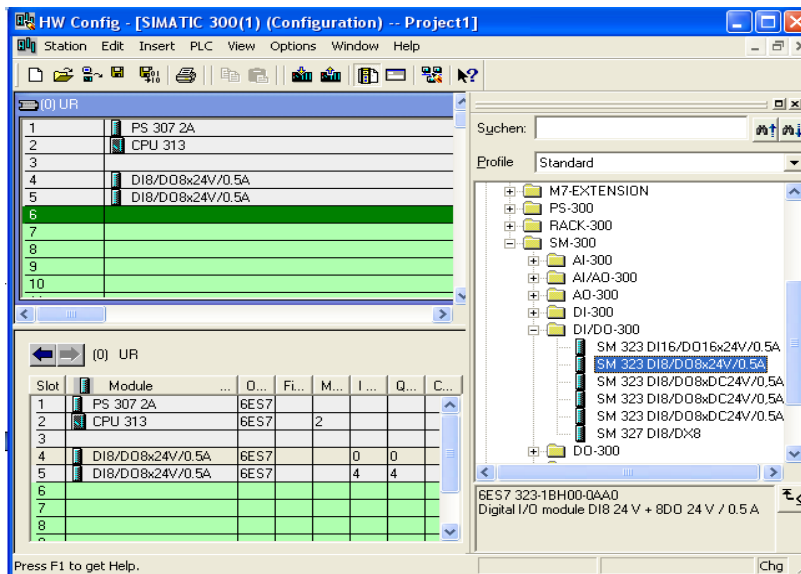 HW Config - [SIMATIC 300(1) (Configuration) -- Project1]
Station Edit Insert PLC View Options Window Help
(0) UR
1 PS 307 2A
2 CPU 313
3
4 DI8/DO8x24V/0.5A
5 DI8/DO8x24V/0.5A
6
7
8
9
10
(0) UR
Slot Module ... O... Fi... M... I ... Q... C...
1 PS 307 2A 6ES7
2 CPU 313 6ES7 2
3
4 DI8/DO8x24V/0.5A 6ES7 0 0
5 DI8/DO8x24V/0.5A 6ES7 4 4
6
7
8
Suchen:
Profile Standard
M7-EXTENSION
PS-300
RACK-300
SM-300
AI-300
AI/AO-300
AO-300
DI-300
DI/DO-300
SM 323 DI16/DO16x24V/0.5A
SM 323 DI8/DO8x24V/0.5A
SM 323 DI8/DO8xDC24V/0,5A
SM 323 DI8/DO8xDC24V/0,5A
SM 323 DI8/DO8xDC24V/0,5A
SM 327 DI8/DX8
DO-300
6ES7 323-1BH00-0AA0
Digital I/O module DI8 24 V + 8DO 24 V / 0.5 A
Press F1 to get Help.
Chg